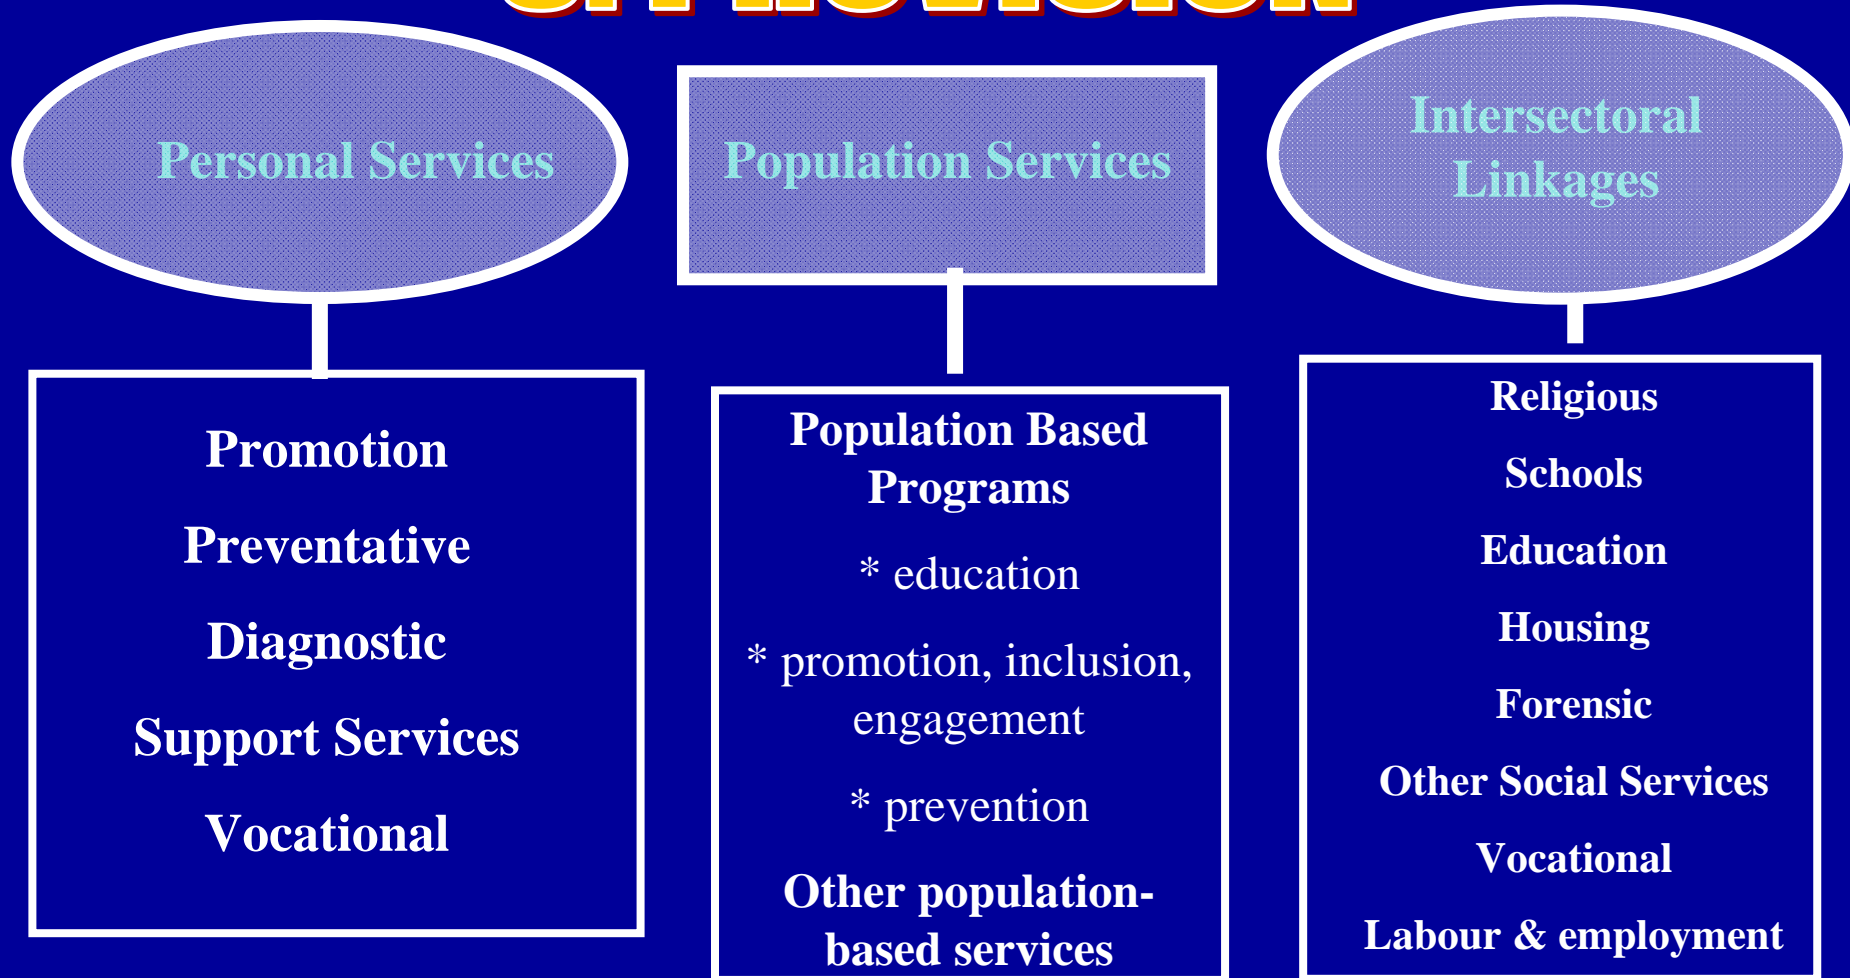 Personal Services
Promotion
Preventative
Diagnostic
Support Services
Vocational
Population Services
Population Based
Programs
* education
* promotion, inclusion,
engagement
* prevention
Other population-
based services
Intersectoral
Linkages
Religious
Schools
Education
Housing
Forensic
Other Social Services
Vocational
Labour & employment